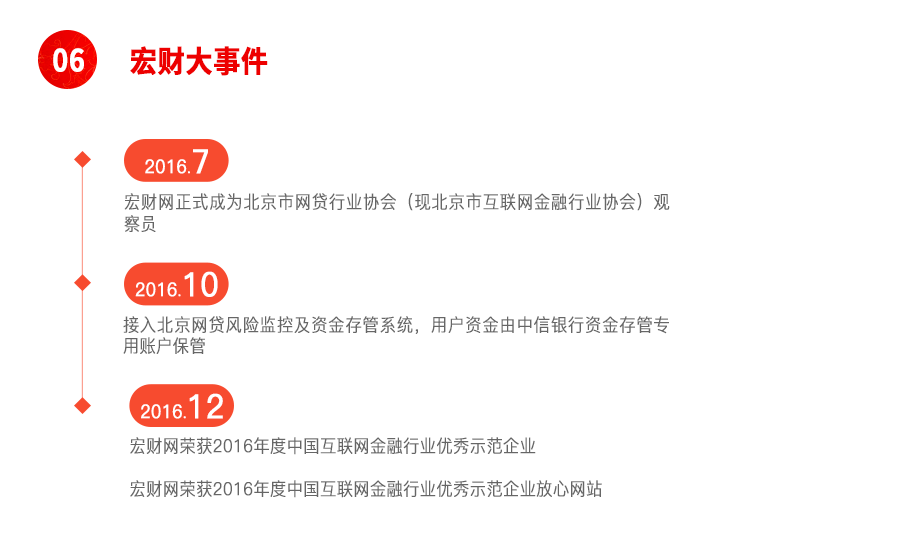 06
宏财大事件
2016.7
宏财网正式成为北京市网贷行业协会（现北京市互联网金融行业协会）观
察员
2016.10
接入北京网贷风险监控及资金存管系统，用户资金由中信银行资金存管专
用账户保管
2016.12
宏财网荣获2016年度中国互联网金融行业优秀示范企业
宏财网荣获2016年度中国互联网金融行业优秀示范企业放心网站